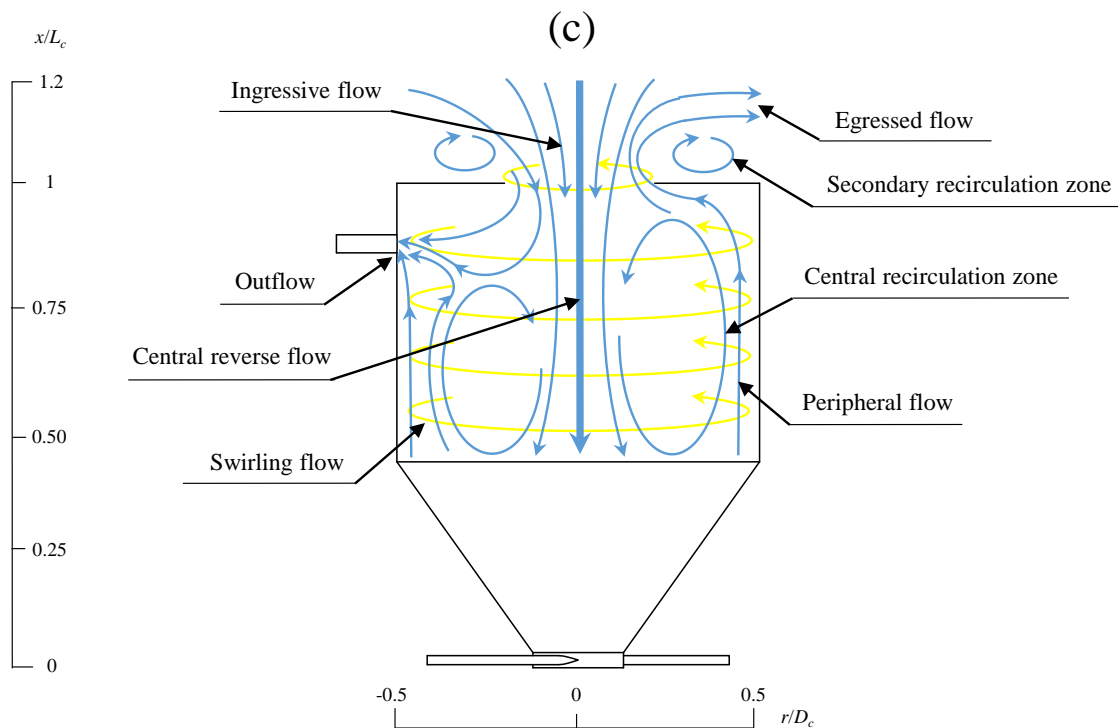 (c)
x/Lc
1.2
Ingressive flow
Egressed flow
1
Secondary recirculation zone
Outflow
Central recirculation zone
0.75
Central reverse flow
Peripheral flow
0.50
Swirling flow
0.25
0
-0.5 0 0.5
r/Dc